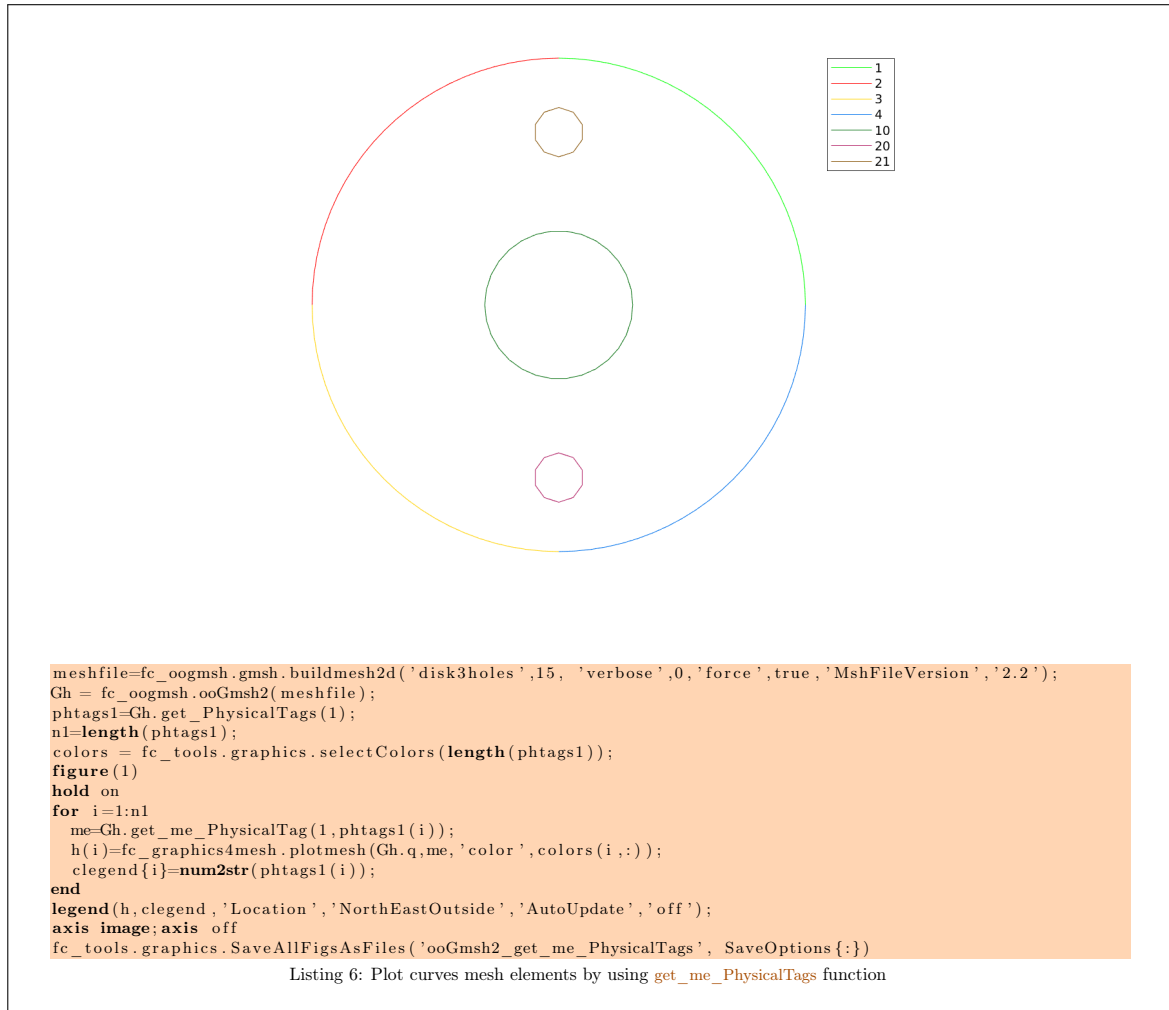 1
2
3
4
10
20
21
meshfile=fc_oogmsh.gmsh.buildmesh2d('disk3holes',15, 'verbose',0,'force',true,'MshFileVersion','2.2');
Gh = fc_oogmsh.ooGmsh2(meshfile);
phtags1=Gh.get_PhysicalTags(1);
n1=length(phtags1);
colors = fc_tools.graphics.selectColors(length(phtags1));
figure(1)
hold on
for i=1:n1
me=Gh.get_me_PhysicalTag(1,phtags1(i));
h(i)=fc_graphics4mesh.plotmesh(Gh.q,me,'color',colors(i,:));
clegend{i}=num2str(phtags1(i));
end
legend(h,clegend,'Location','NorthEastOutside','AutoUpdate','off');
axis image;axis off
fc_tools.graphics.SaveAllFigsAsFiles('ooGmsh2_get_me_PhysicalTags', SaveOptions{:})
Listing 6: Plot curves mesh elements by using get_me_PhysicalTags function